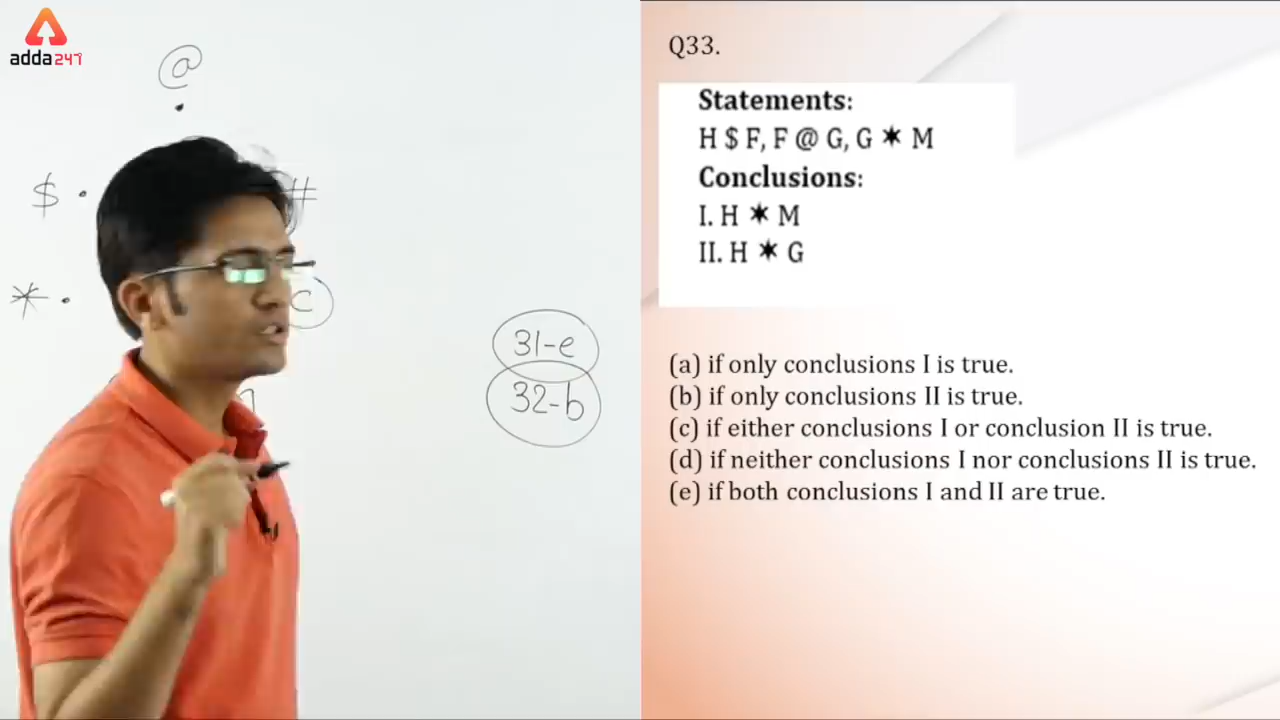 adda247
@
$ #
* c
31-e
32-b
Q33.
Statements:
H $ F, F @ G, G ✶ M
Conclusions:
I. H ✶ M
II. H ✶ G
(a) if only conclusions I is true.
(b) if only conclusions II is true.
(c) if either conclusions I or conclusion II is true.
(d) if neither conclusions I nor conclusions II is true.
(e) if both conclusions I and II are true.